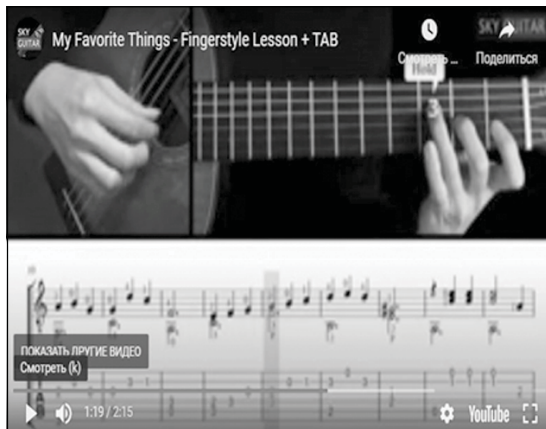 SKY
GUITAR
My Favorite Things - Fingerstyle Lesson + TAB
SKY GUITAR
Смотреть ...
Поделиться
Hold
ПОКАЗАТЬ ДРУГИЕ ВИДЕО
Смотреть (k)
1:19 / 2:15
YouTube